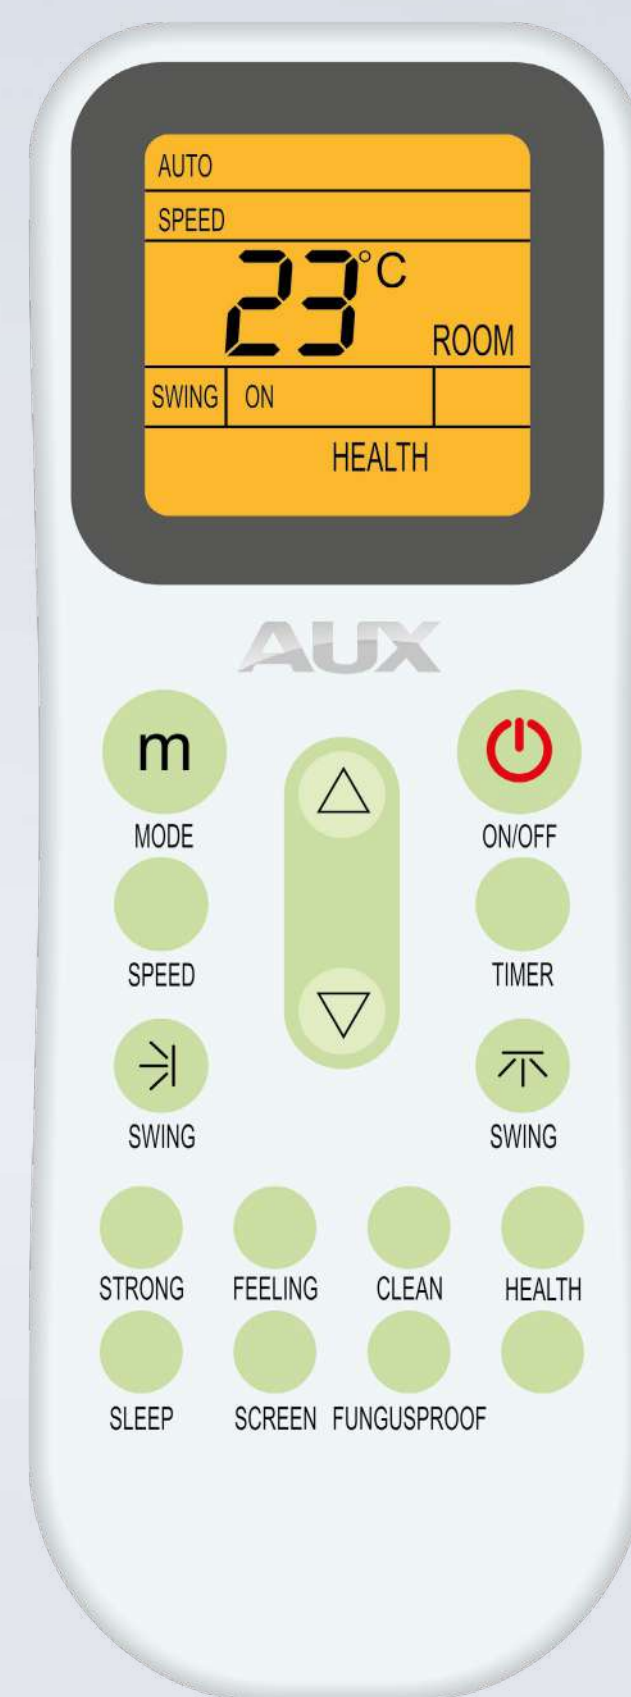 AUTO
SPEED
23°C
ROOM
SWING ON
HEALTH
AUX
m
MODE ON/OFF
SPEED TIMER
SWING SWING
STRONG FEELING CLEAN HEALTH
SLEEP SCREEN FUNGUSPROOF